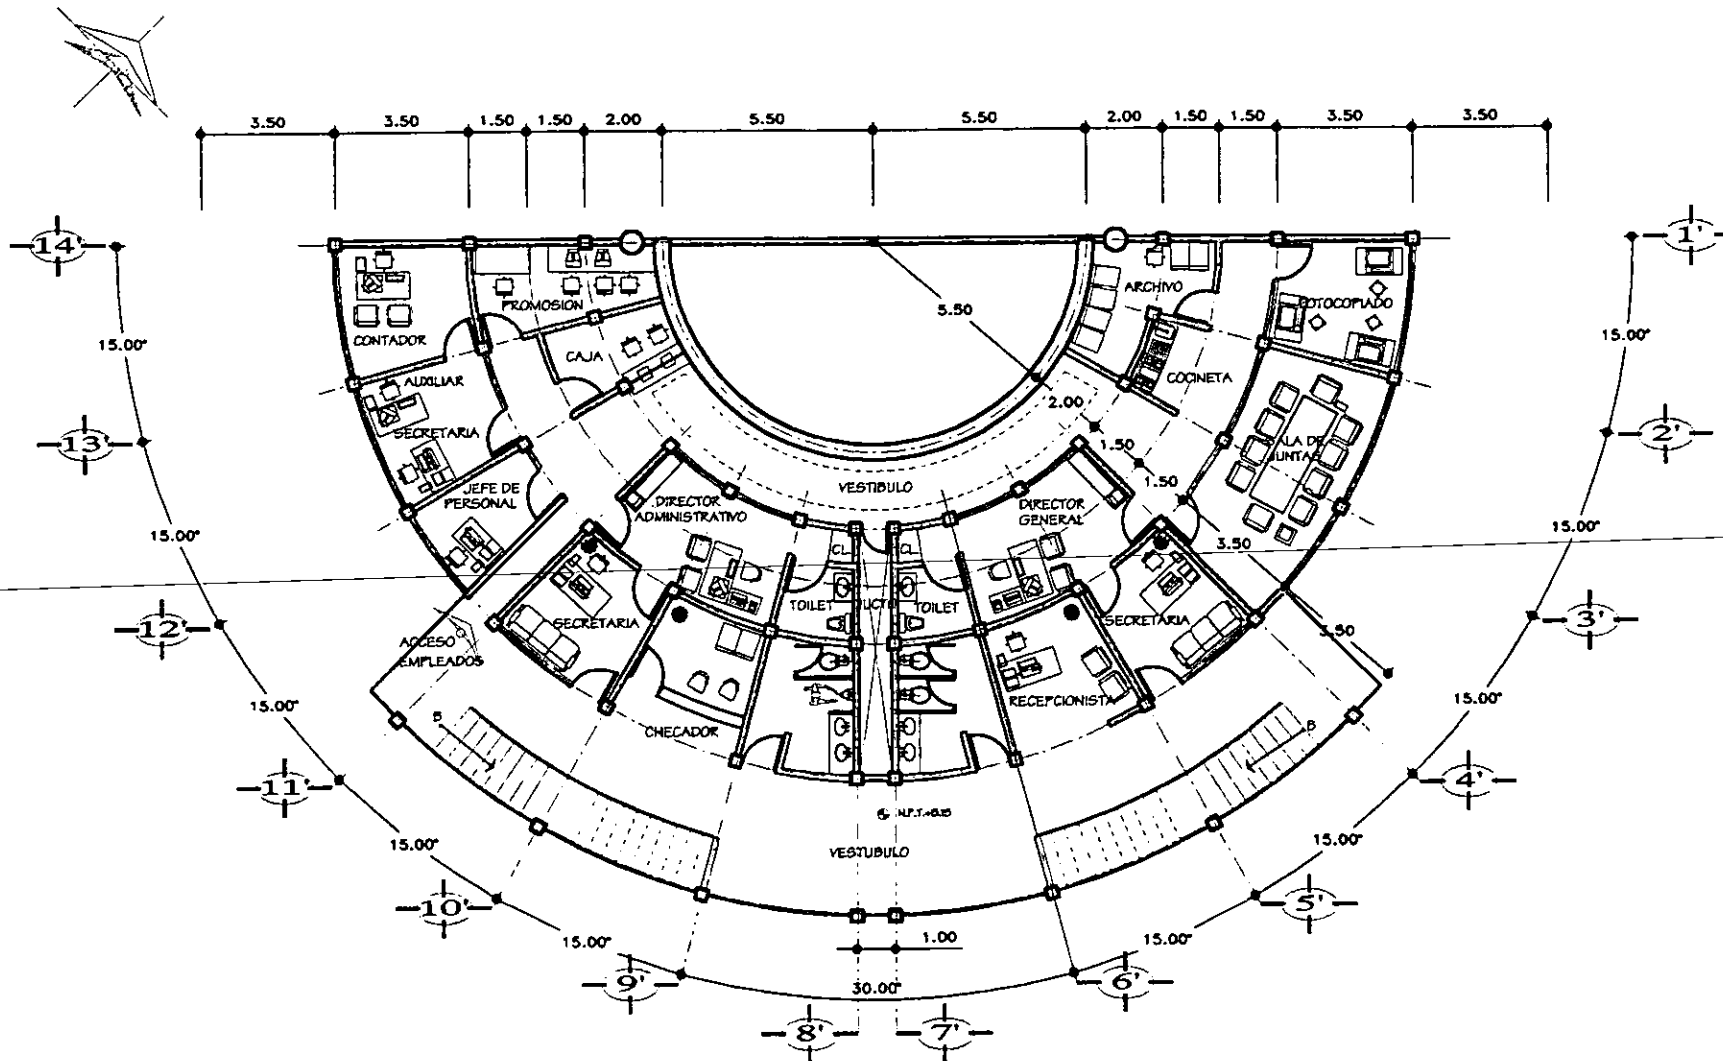 3.50 3.50 1.50 1.50 2.00 5.50 5.50 2.00 1.50 1.50 3.50 3.50
14' 1'
ARCHIVO
PROMOSION
FOTOCOPIADO
5.50
CONTADOR
15.00° 15.00°
CAJA
AUXILIAR
COCINETA
2.00
SECRETARIA
13' 2'
1.50
SALA DE
JUNTAS
1.50
VESTIBULO
JEFE DE
PERSONAL
DIRECTOR
ADMINISTRATIVO
DIRECTOR
GENERAL
15.00° 15.00°
3.50
CL CL
TOILET DUCTO TOILET
12' SECRETARIA SECRETARIA 3'
ACCESO
EMPLEADOS
3.50
15.00° RECEPCIONISTA 15.00°
B B
CHECADOR
11' 4'
N.P.T.+0.15
15.00° VESTUBULO 15.00°
10' 5'
15.00° 1.00 15.00°
9' 30.00° 6'
8' 7'